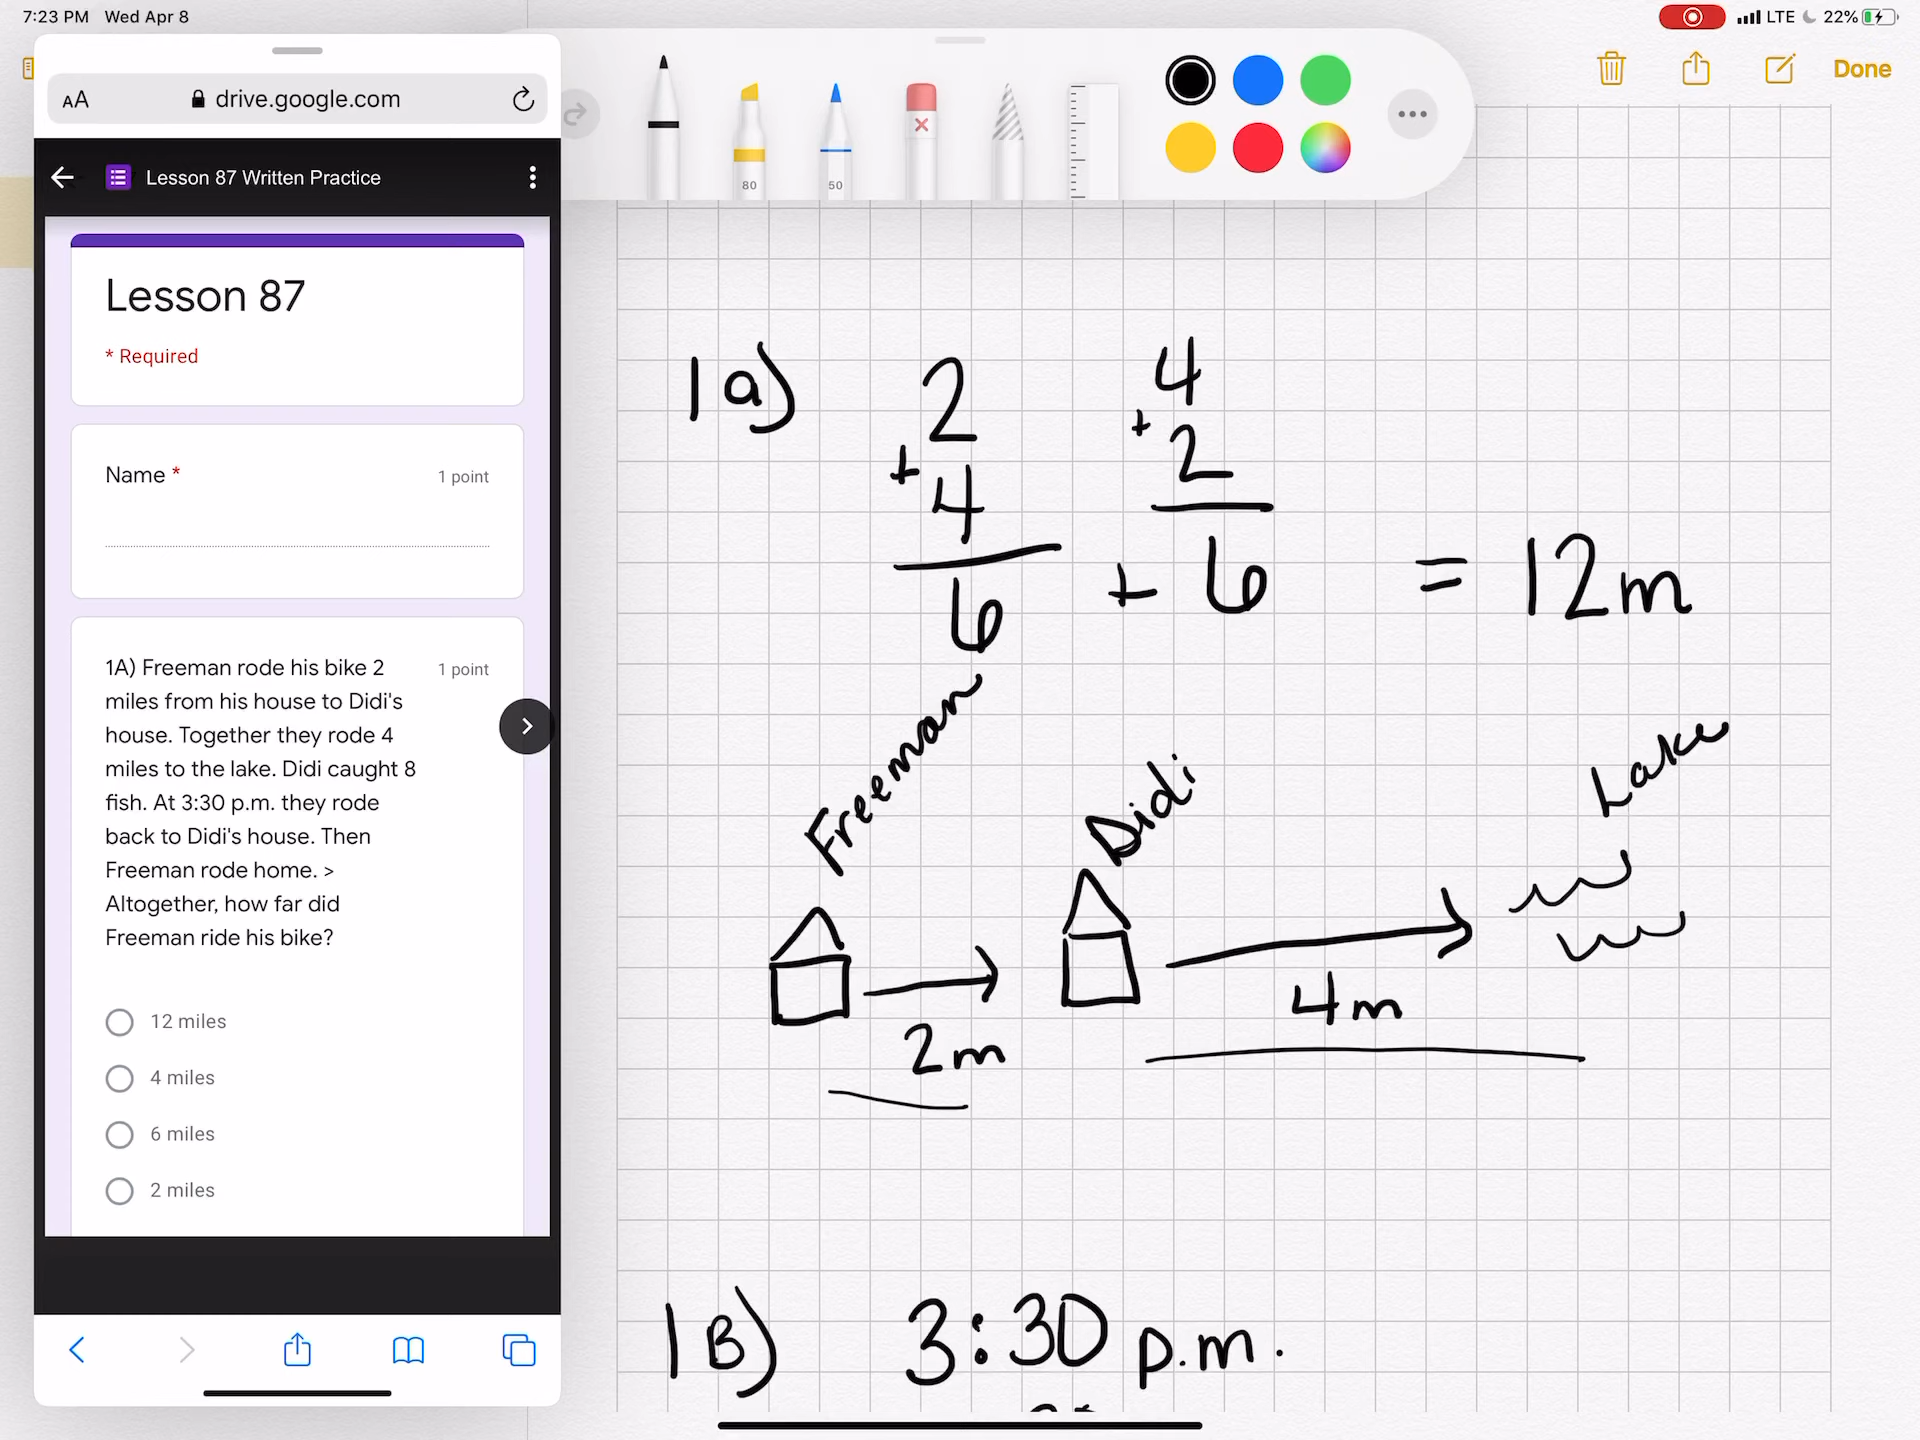 7:23 PM Wed Apr 8
LTE 22%
AA drive.google.com
Done
80 50
Lesson 87 Written Practice
Lesson 87
* Required
Name * 1 point
1A) Freeman rode his bike 2 1 point
miles from his house to Didi's
house. Together they rode 4
miles to the lake. Didi caught 8
fish. At 3:30 p.m. they rode
back to Didi's house. Then
Freeman rode home. >
Altogether, how far did
Freeman ride his bike?
12 miles
4 miles
6 miles
2 miles
1a) 2 4
+ 4 + 2
6 + 6 = 12m
Freeman Didi Lake
2m 4m
1B) 3:30 p.m.